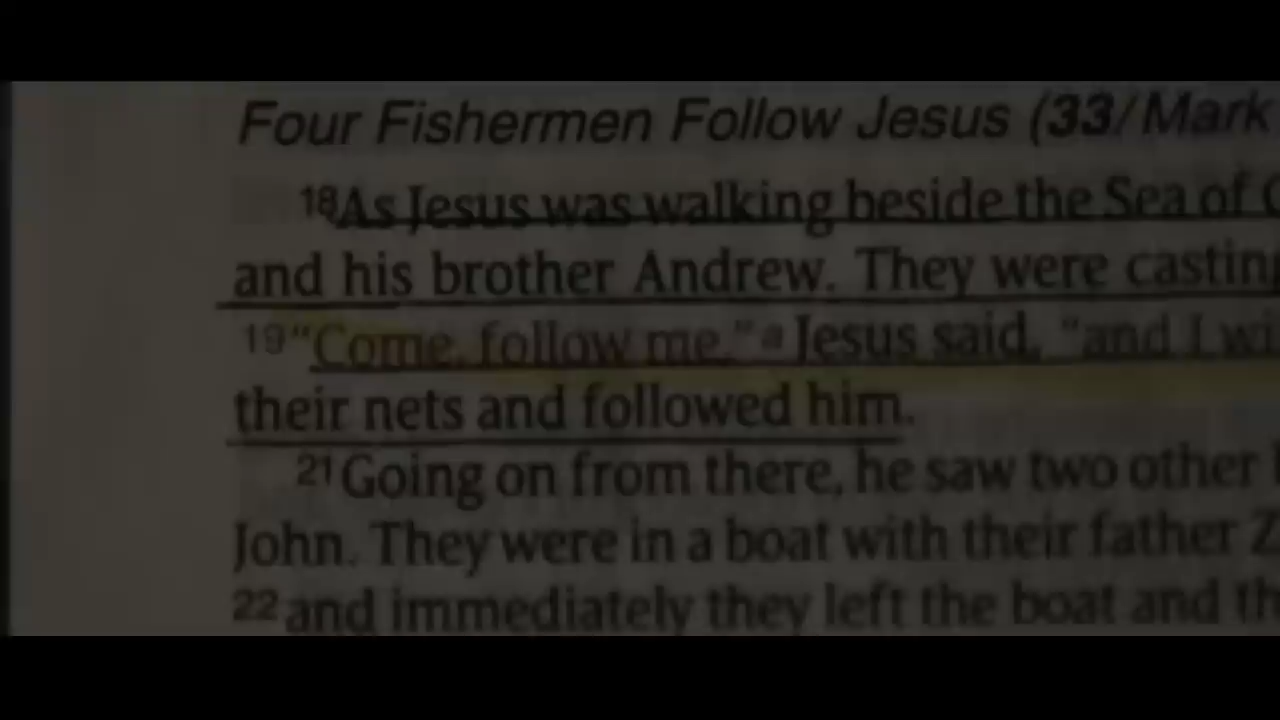 Four Fishermen Follow Jesus (33/Mark
18As Jesus was walking beside the Sea of
and his brother Andrew. They were casting
19"Come, follow me,"a Jesus said, "and I
their nets and followed him.
21Going on from there, he saw two other
John. They were in a boat with their father
22and immediately they left the boat and